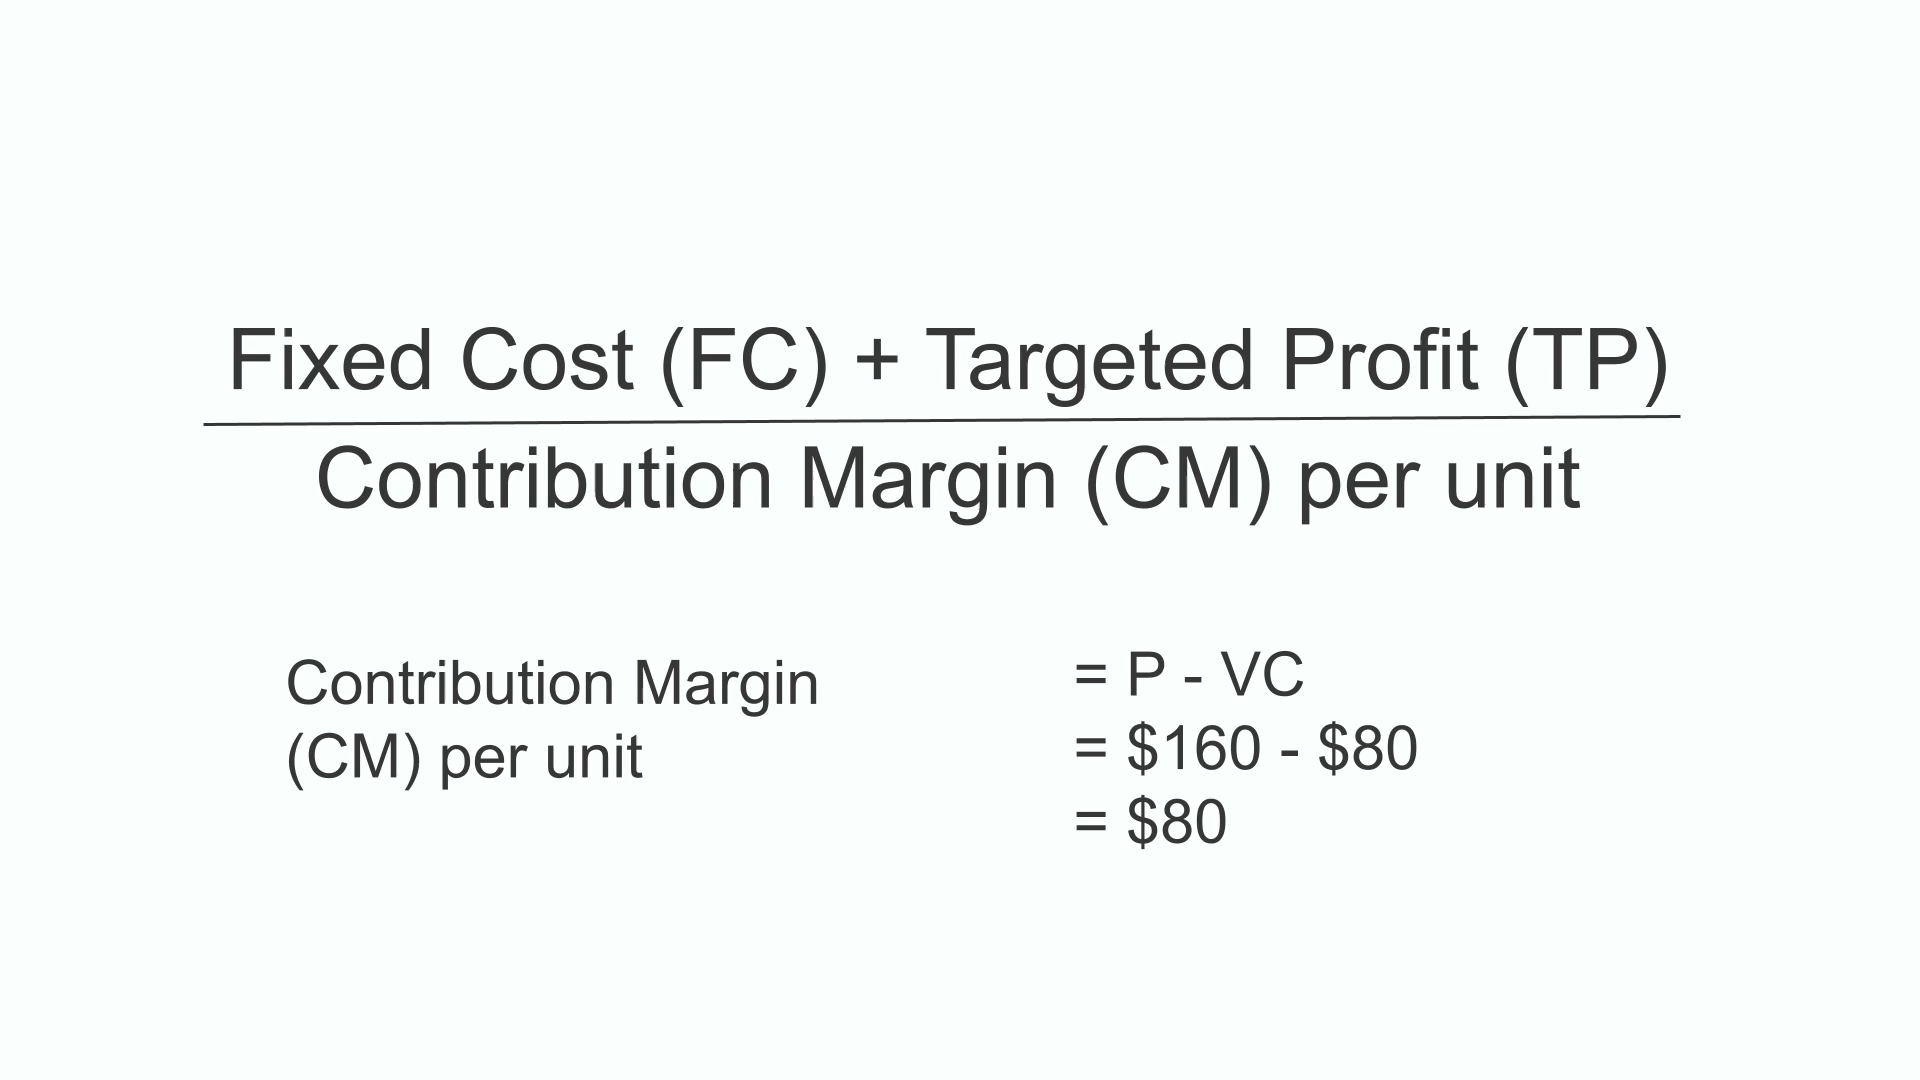 Fixed Cost (FC) + Targeted Profit (TP)
Contribution Margin (CM) per unit
Contribution Margin
(CM) per unit
= P - VC
= $160 - $80
= $80